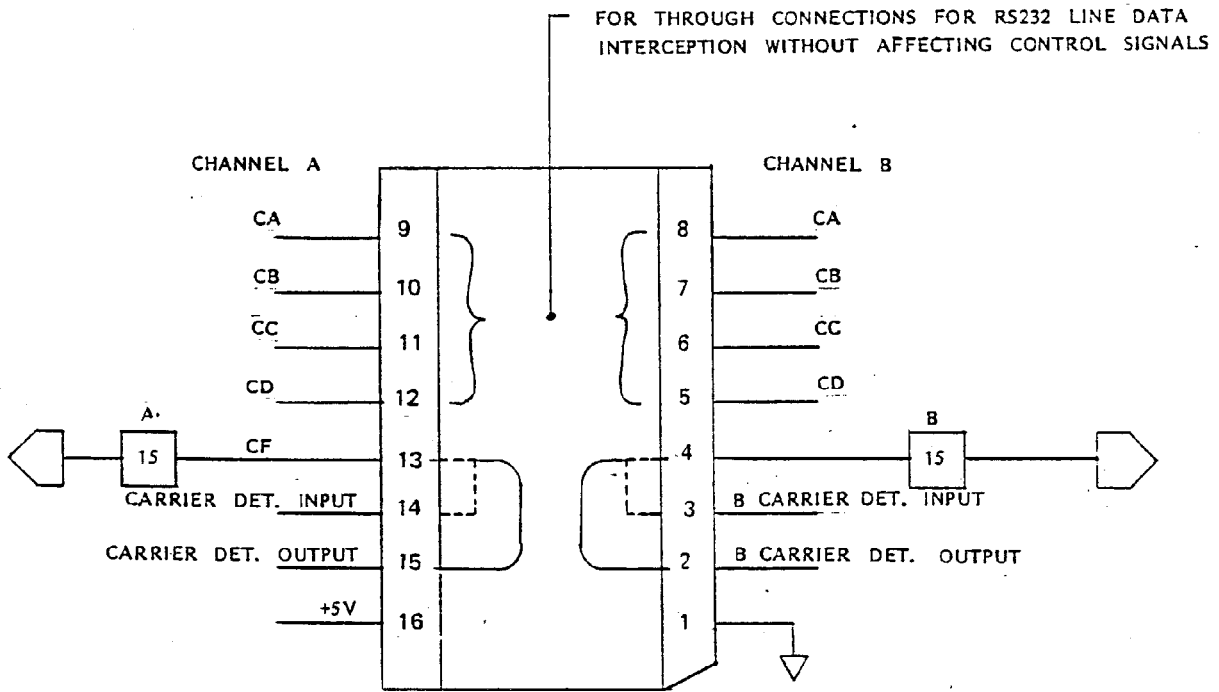 FOR THROUGH CONNECTIONS FOR RS232 LINE DATA
INTERCEPTION WITHOUT AFFECTING CONTROL SIGNALS
CHANNEL A
CHANNEL B
CA 9 8 CA
CB 10 7 CB
CC 11 6 CC
CD 12 5 CD
A B
15 CF 13 4 15
CARRIER DET. INPUT 14 3 B CARRIER DET. INPUT
CARRIER DET. OUTPUT 15 2 B CARRIER DET. OUTPUT
+5V 16 1